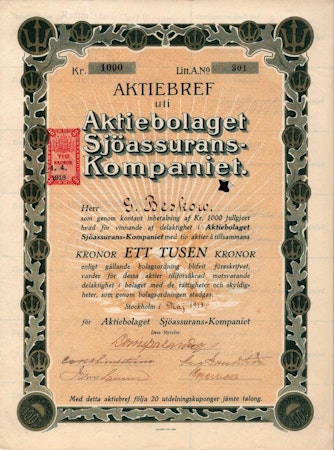 Kr. 1000 Litt.A.No 301
AKTIEBREF
uti
Aktiebolaget
Sjöassurans-
Kompaniet.
TIO
KRONOR
4. 4.
1918
Herr G. Beskow.
som genom kontant inbetalning af Kr. 1000 fullgjort
hvad för vinnande af delaktighet i Aktiebolaget
Sjöassurans-Kompaniet med tio aktier å tillsammans
KRONOR ETT TUSEN KRONOR
enligt gällande bolagsordning blifvit föreskrifvet,
varder för dessa aktier tillförsäkrad motsvarande
delaktighet i bolaget med de rättigheter och skyldig-
heter, som genom bolagsordningen stadgas.
Stockholm i Maj 1918
för Aktiebolaget Sjöassurans-Kompaniet
Dess Styrelse:
Med detta aktiebref följa 20 utdelningskuponger jämte talong.